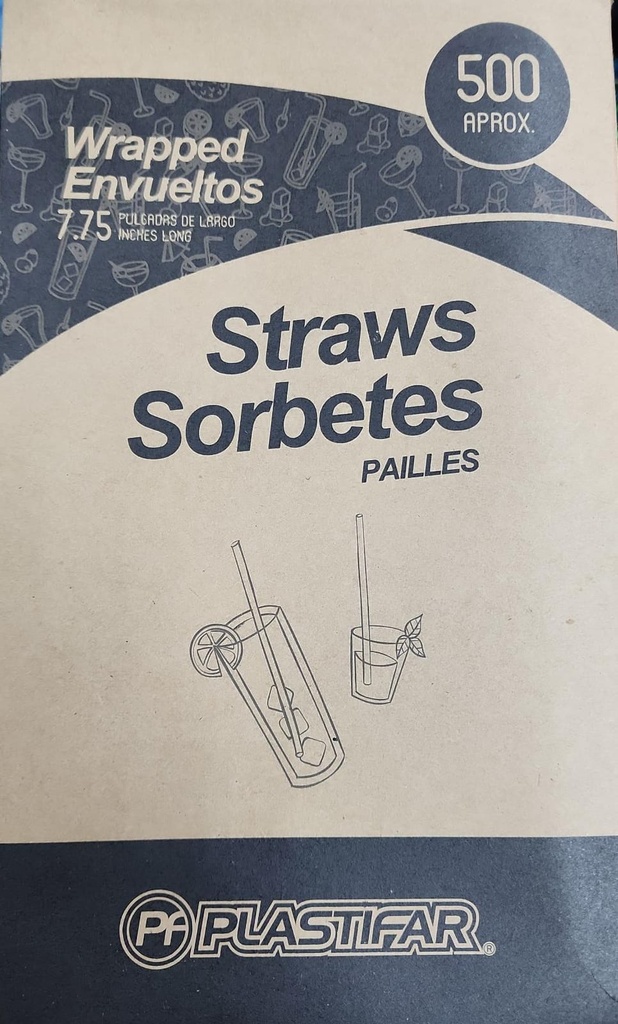 500
APROX.
Wrapped
Envueltos
7.75 PULGADAS DE LARGO
INCHES LONG
Straws
Sorbetes
PAILLES
Pf PLASTIFAR®